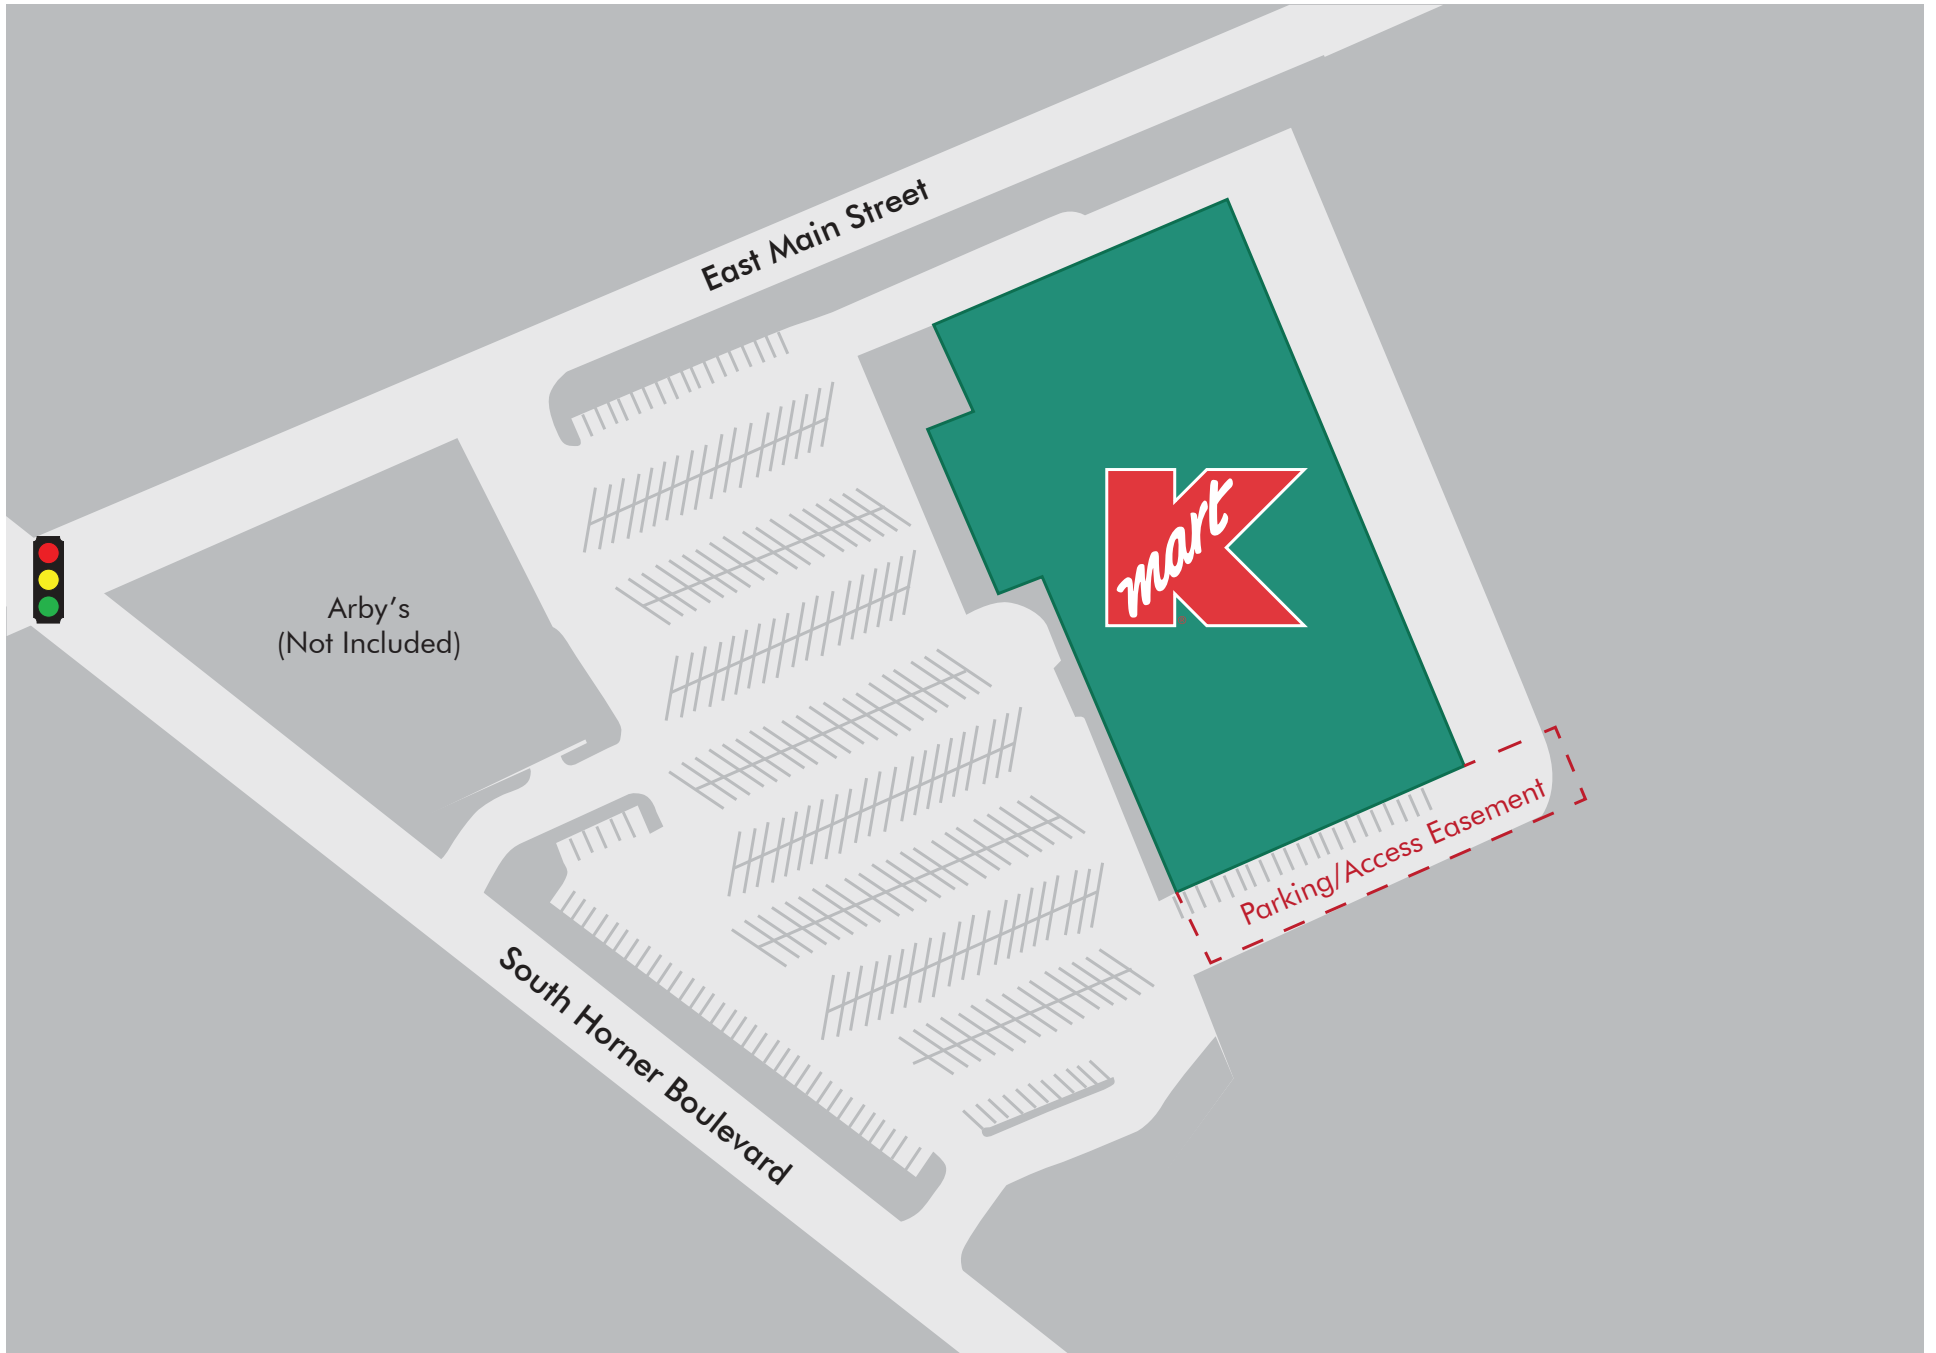 East Main Street
Arby's
(Not Included)
Kmart
Parking/Access Easement
South Horner Boulevard